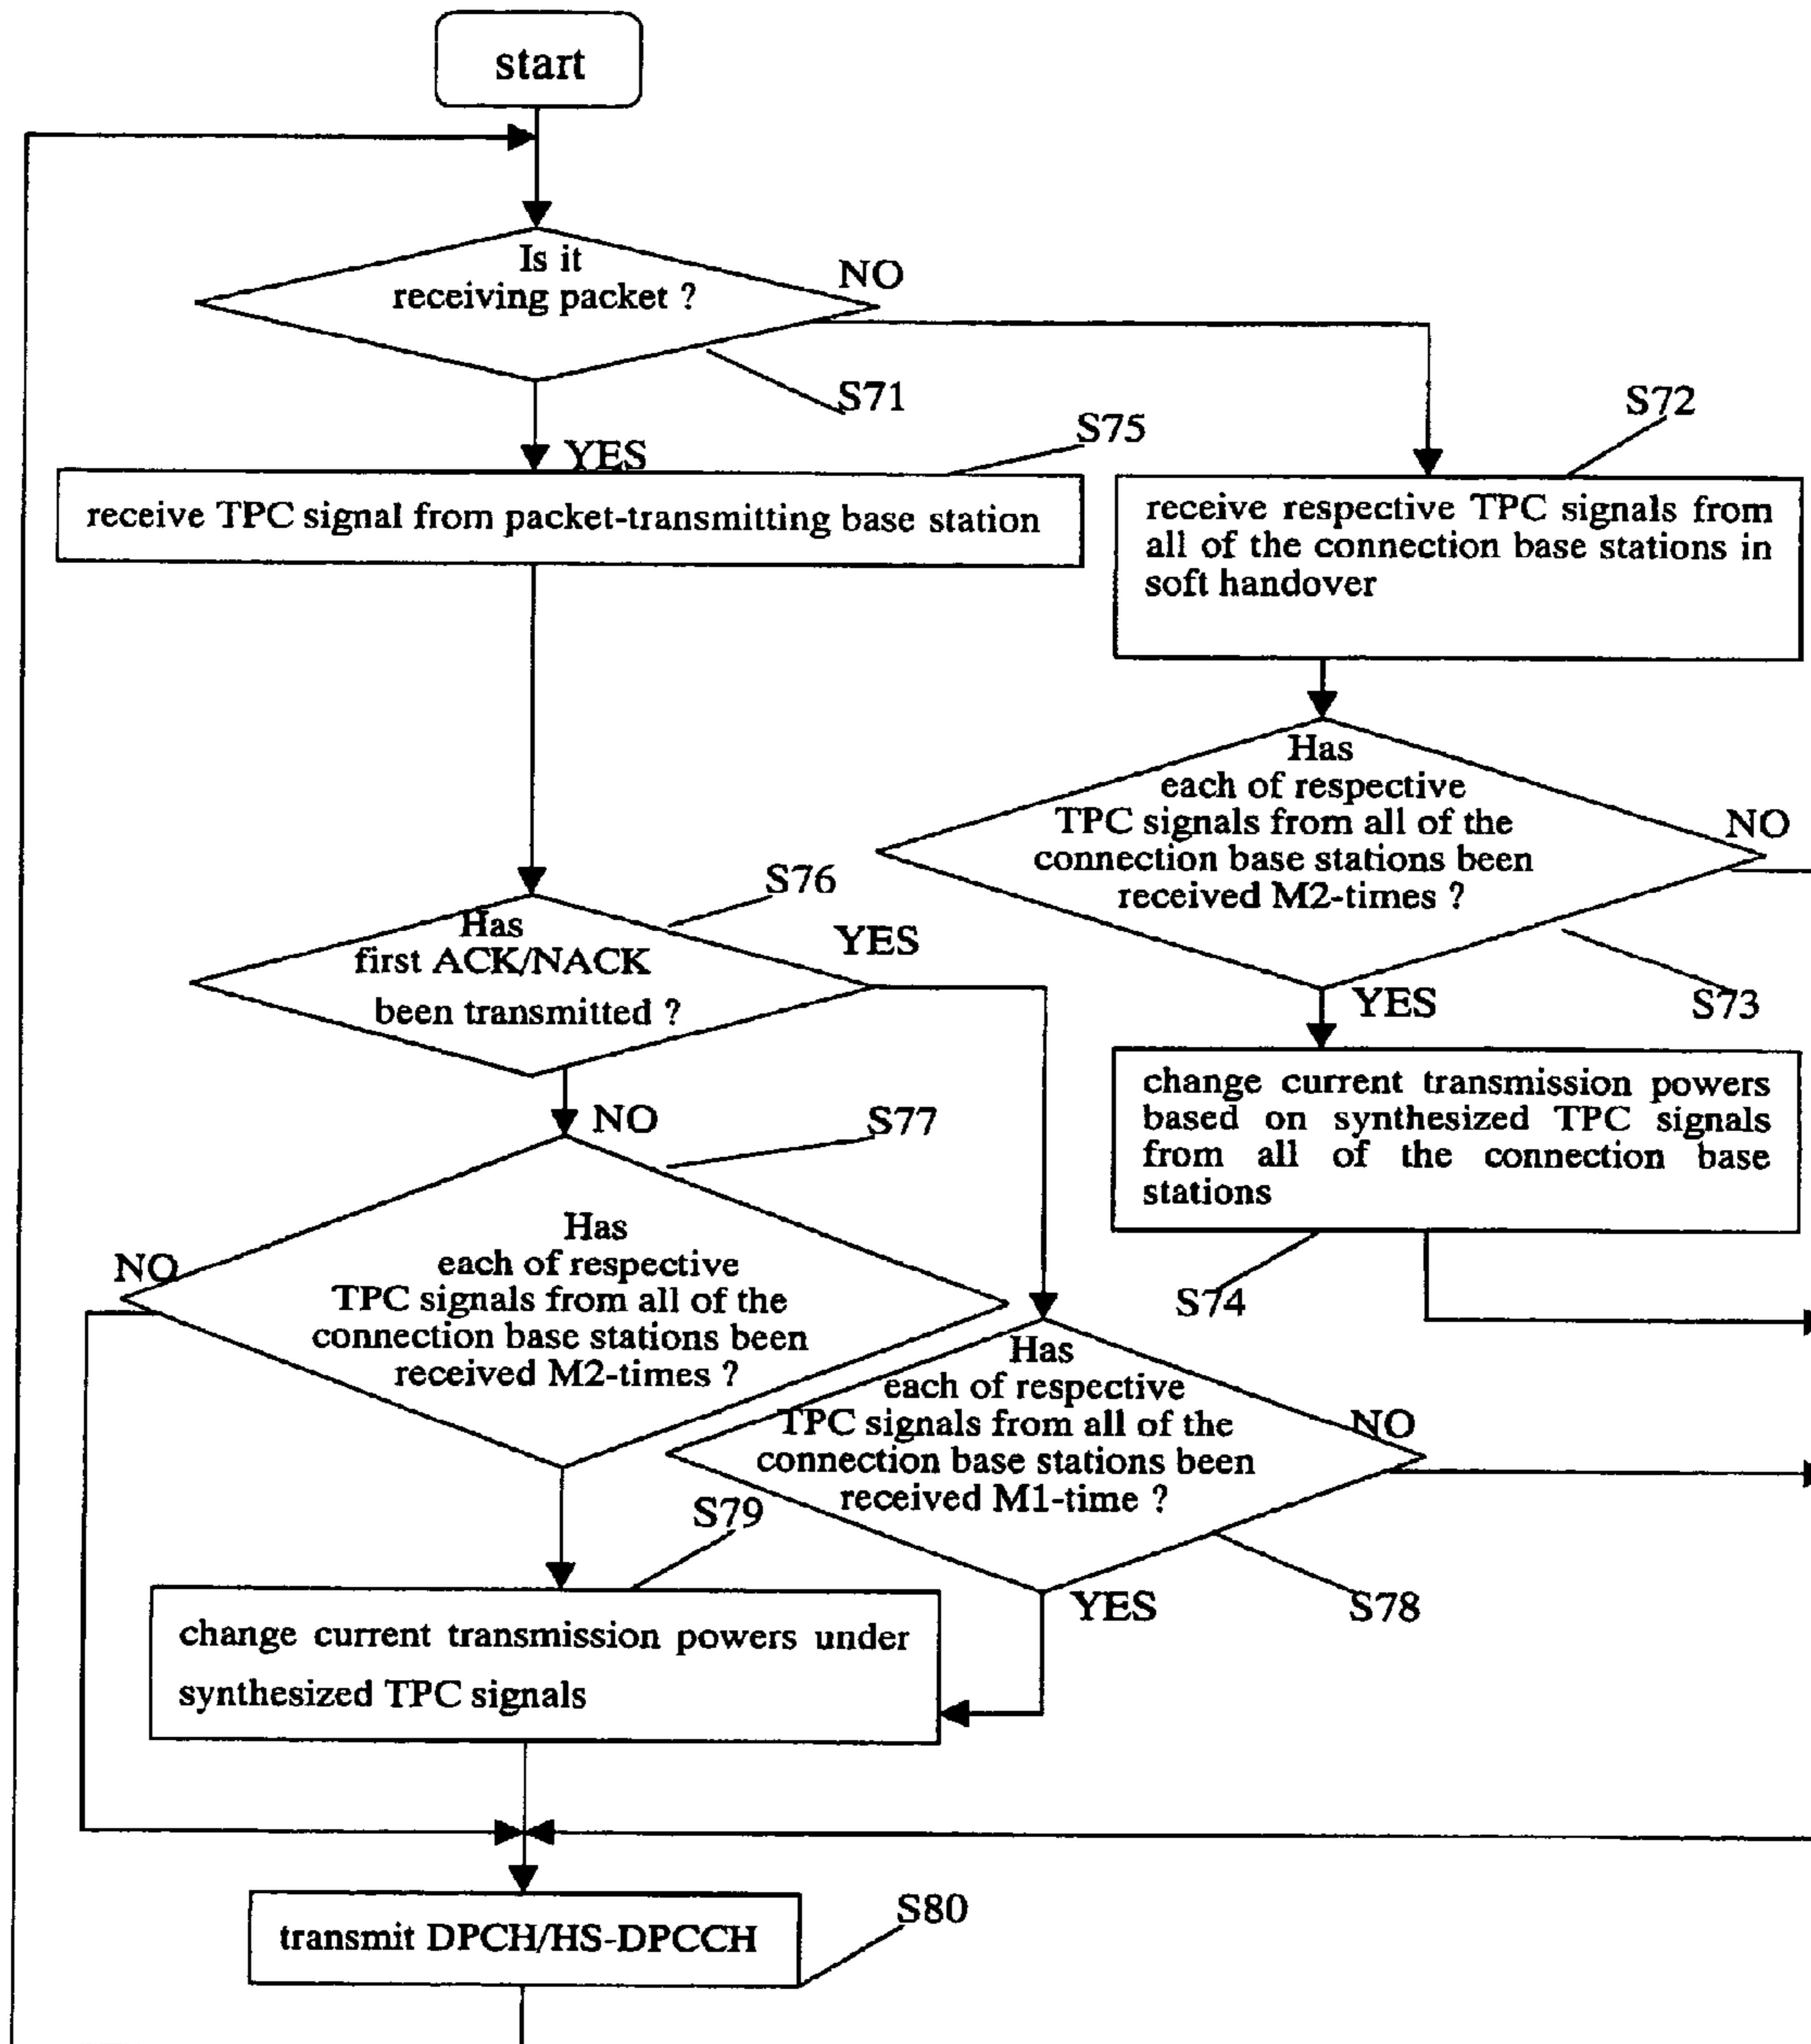 start
Is it
receiving packet ?
NO
S71
YES
S75
receive TPC signal from packet-transmitting base station
S72
receive respective TPC signals from
all of the connection base stations in
soft handover
Has
each of respective
TPC signals from all of the
connection base stations been
received M2-times ?
NO
YES
S73
S76
Has
first ACK/NACK
been transmitted ?
YES
NO
change current transmission powers
based on synthesized TPC signals
from all of the connection base
stations
S74
S77
Has
each of respective
TPC signals from all of the
connection base stations been
received M2-times ?
NO
Has
each of respective
TPC signals from all of the
connection base stations been
received M1-time ?
NO
YES
S78
S79
change current transmission powers under
synthesized TPC signals
transmit DPCH/HS-DPCCH
S80